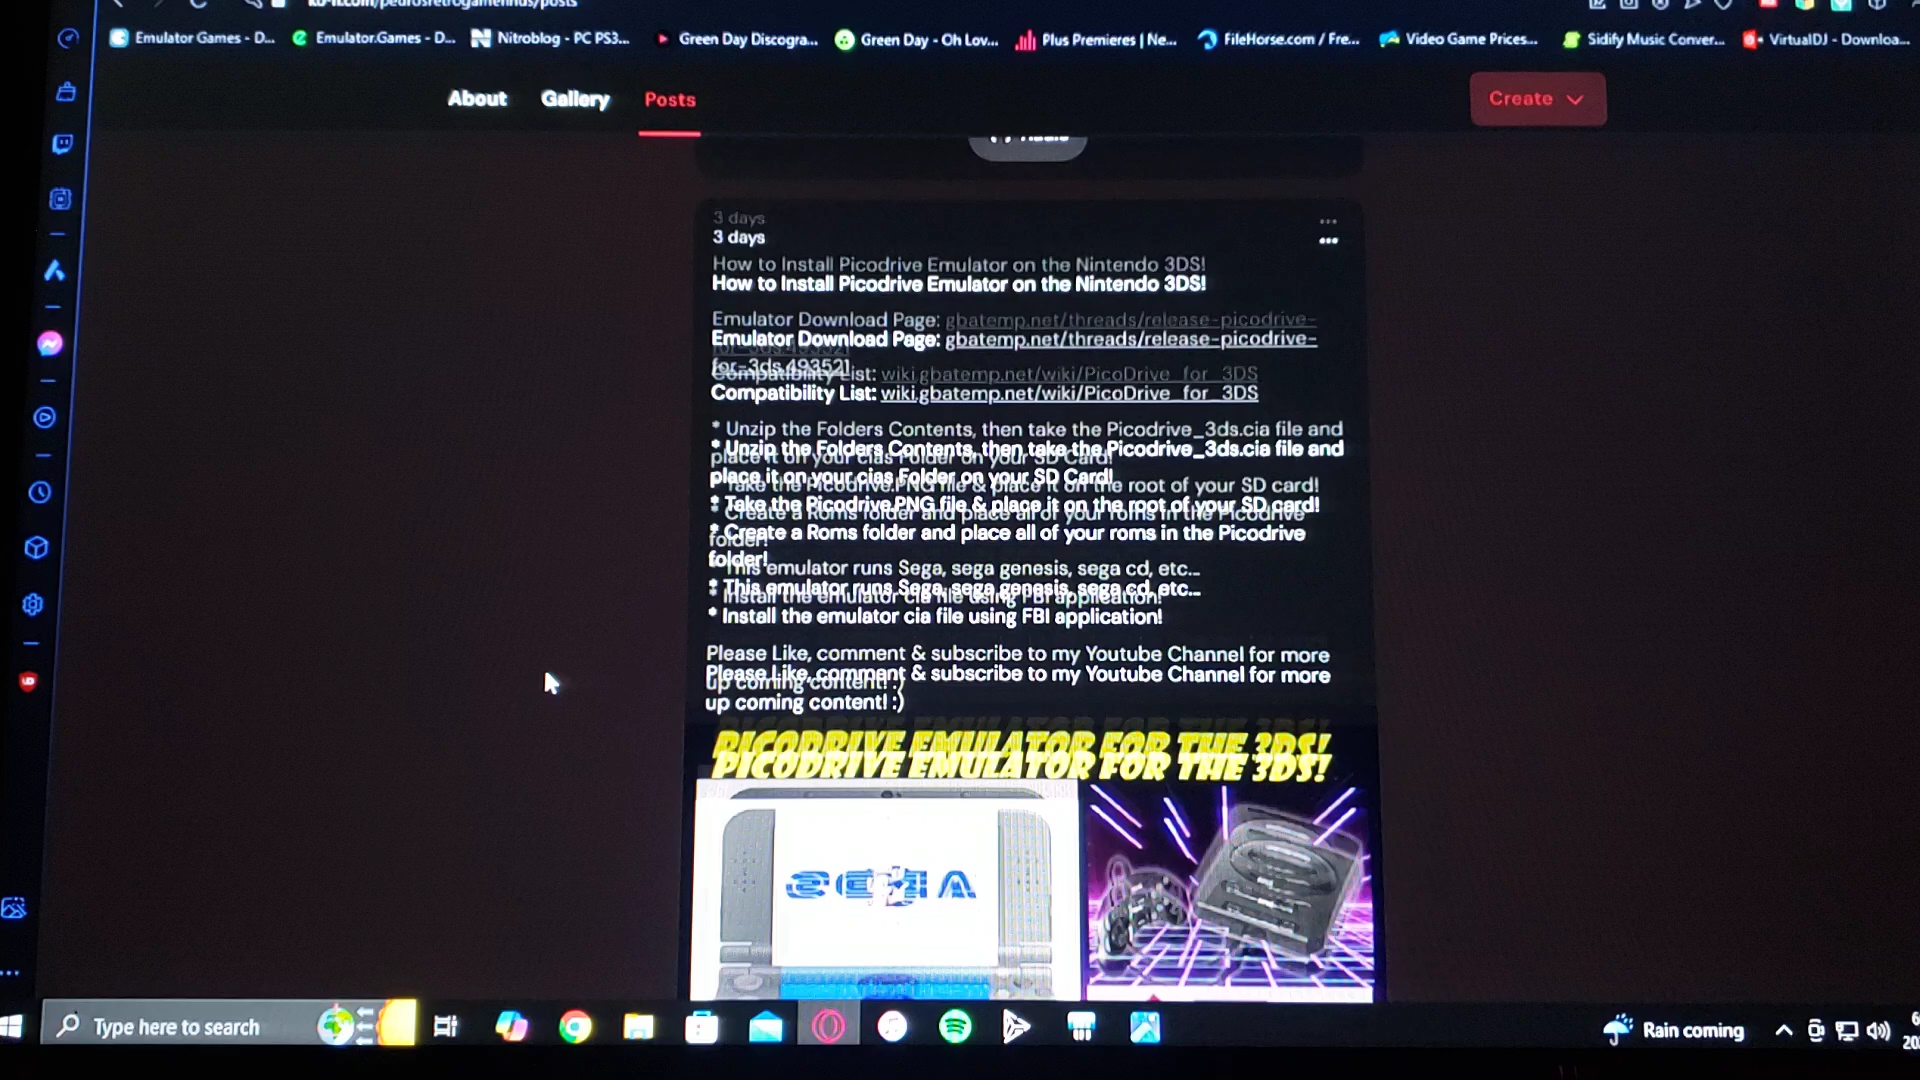 Emulator Games - D...
Emulator.Games - D...
Nitroblog - PC PS3...
Green Day Discogra...
Green Day - Oh Lov...
Plus Premieres | Ne...
FileHorse.com / Fre...
Video Game Prices...
Sidify Music Conver...
VirtualDJ - Downloa...
About
Gallery
Posts
Create
3 days
How to Install Picodrive Emulator on the Nintendo 3DS!
Emulator Download Page: gbatemp.net/threads/release-picodrive-
for-3ds.493521
Compatibility List: wiki.gbatemp.net/wiki/PicoDrive_for_3DS
* Unzip the Folders Contents, then take the Picodrive_3ds.cia file and
place it on your cias Folder on your SD Card!
* Take the Picodrive.PNG file & place it on the root of your SD card!
* Create a Roms folder and place all of your roms in the Picodrive
folder!
* This emulator runs Sega, sega genesis, sega cd, etc...
* Install the emulator cia file using FBI application!
Please Like, comment & subscribe to my Youtube Channel for more
up coming content! :)
PICODRIVE EMULATOR FOR THE 3DS!
SEGA
Type here to search
Rain coming